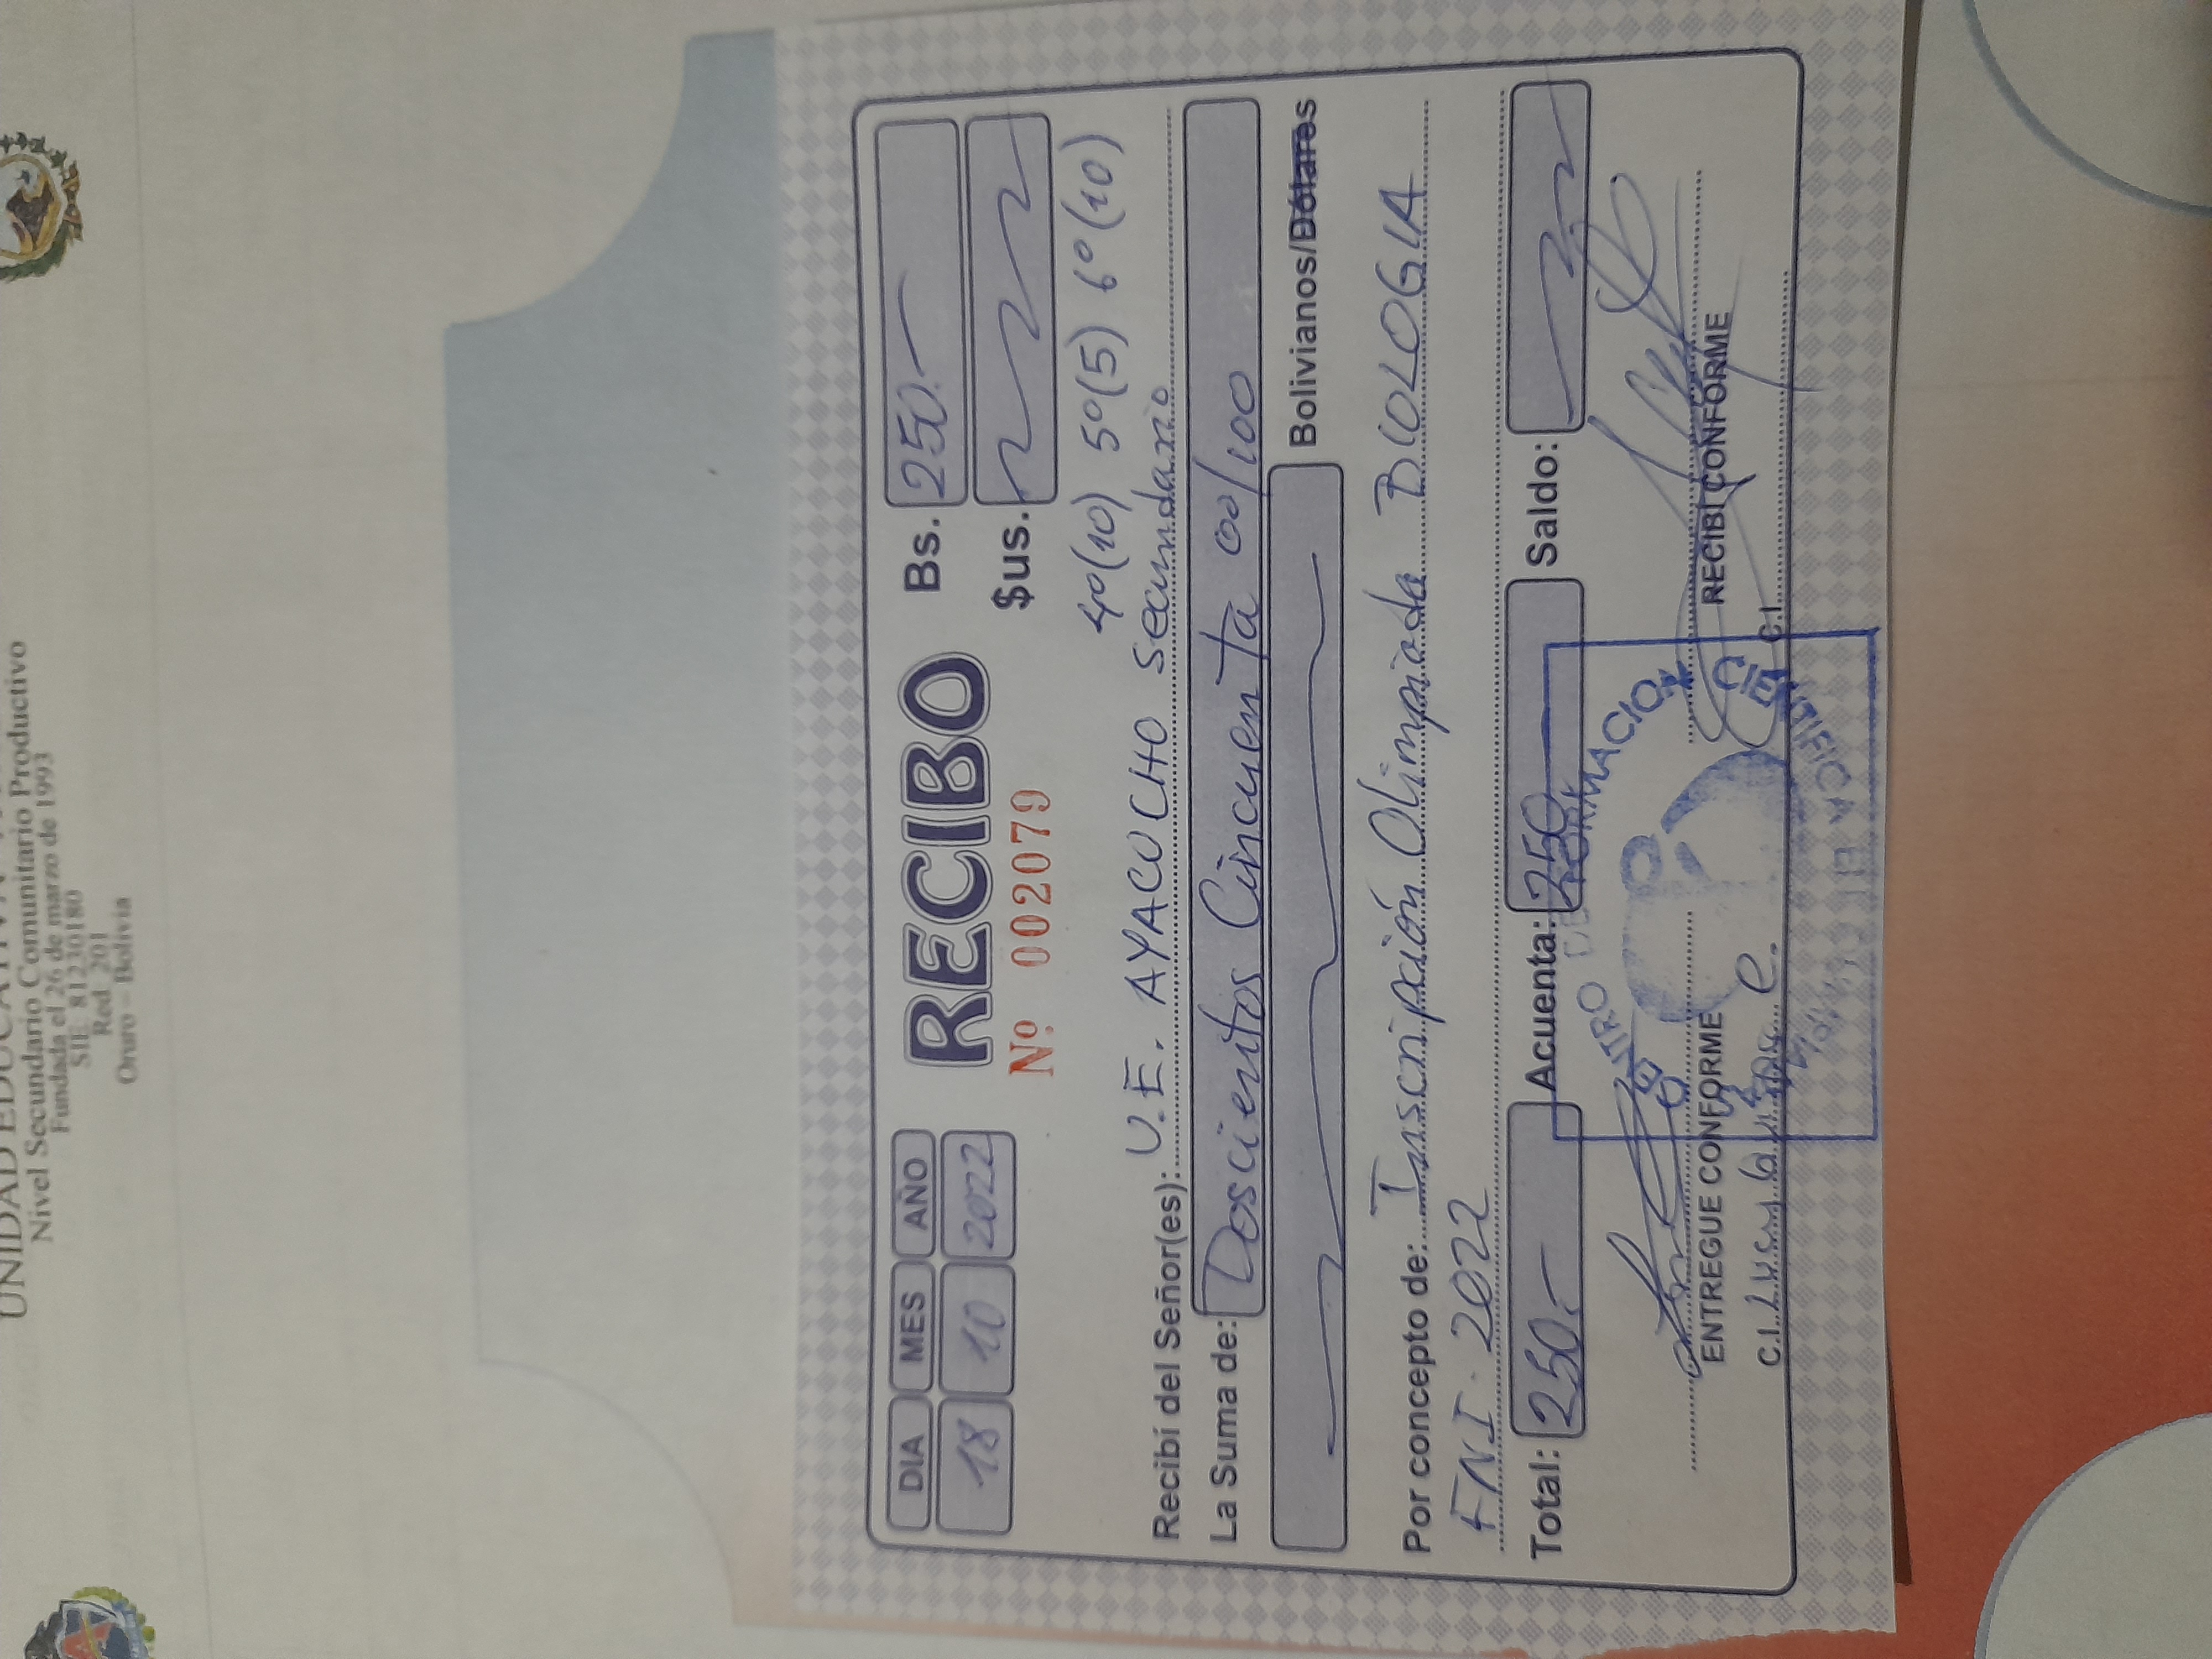 UNIDAD EDUCATIVA
Nivel Secundario Comunitario Productivo
Fundada el 26 de marzo de 1993
SIE 81230180
Red 201
Oruro – Bolivia
DIA MES AÑO
18 10 2022
RECIBO
Nº 002079
Bs. 250.-
$us.
4º(10) 5º(5) 6º(10)
Recibí del Señor(es): U.E. AYACUCHO Secundario
La Suma de: Doscientos Cincuenta 00/100
Bolivianos/Dólares
Por concepto de: Inscripción Olimpiada BIOLOGIA
FNI. 2022
Total: 250.- Acuenta: 250 Saldo:
ENTREGUE CONFORME
C.I. Lucy Quispe C.
RECIBÍ CONFORME
C.I.
CENTRO DE FORMACION CIENTIFICA EN OLIMPIADAS